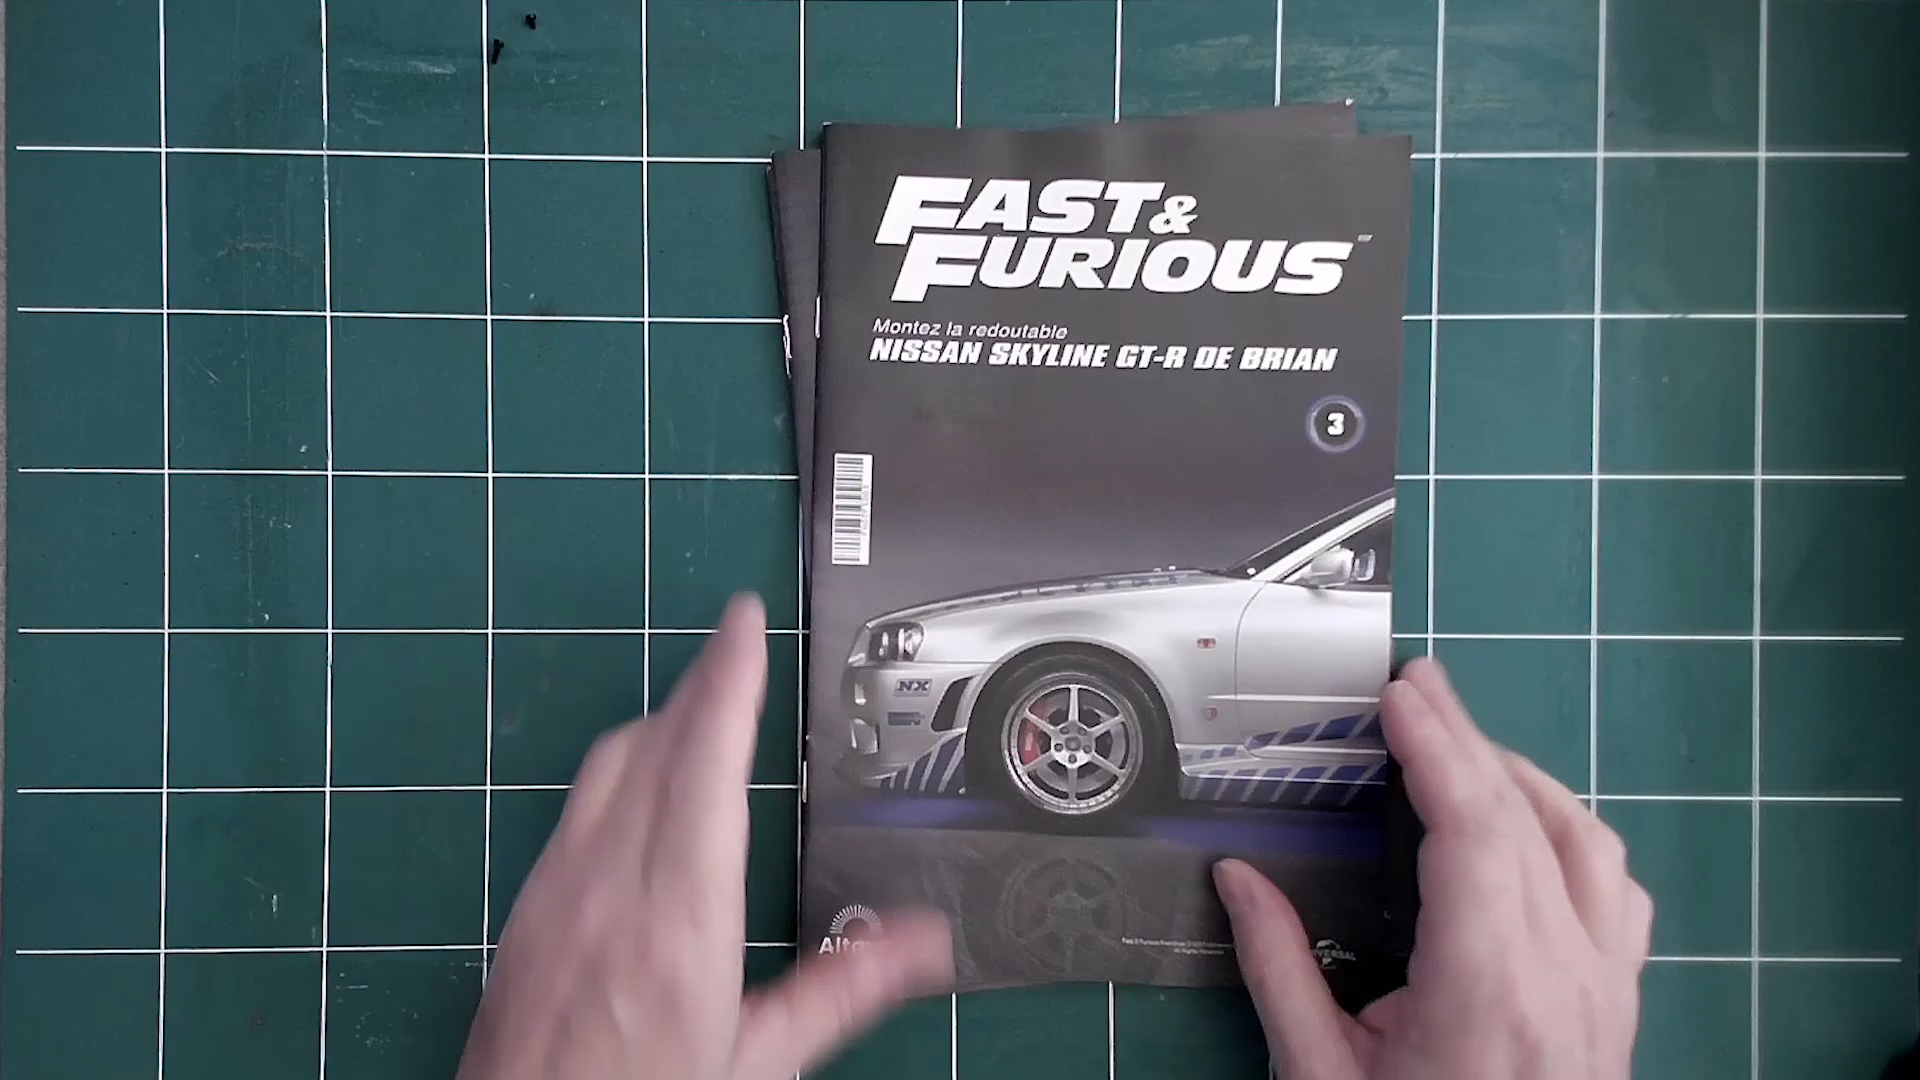 FAST &
FURIOUS
Montez la redoutable
NISSAN SKYLINE GT-R DE BRIAN
3
NX